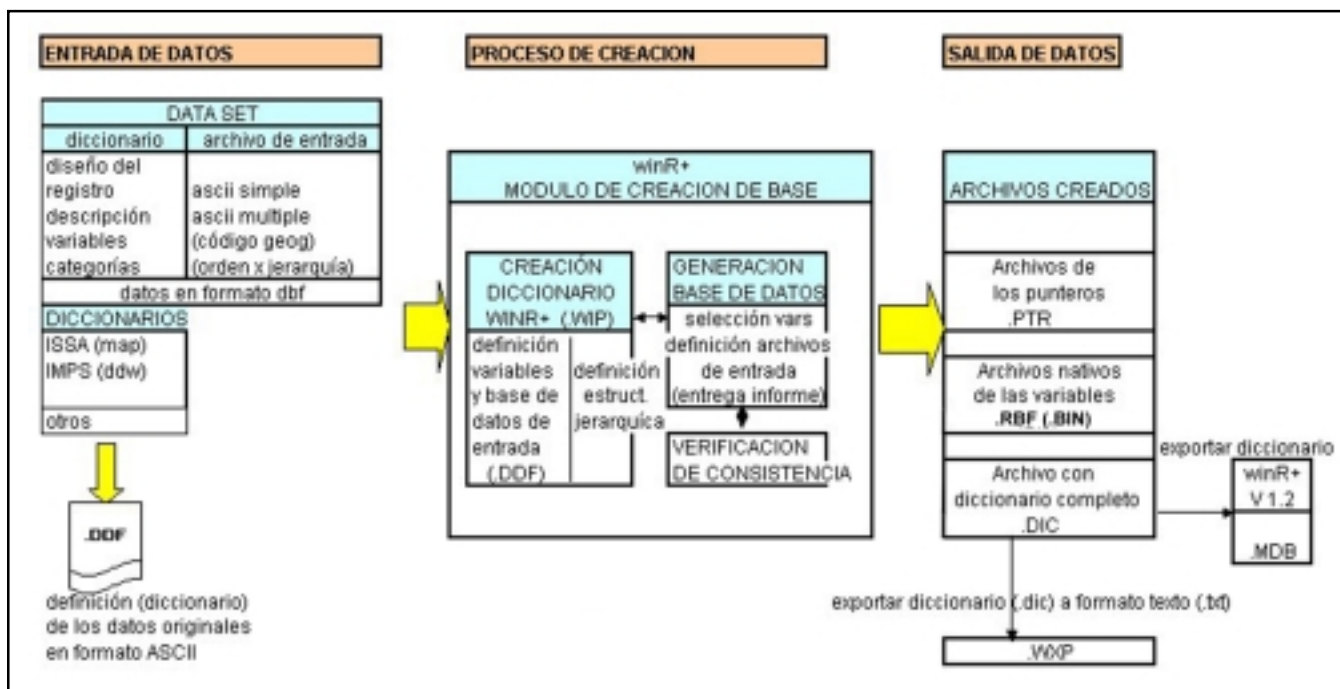 ENTRADA DE DATOS
PROCESO DE CREACION
SALIDA DE DATOS
DATA SET
diccionario
archivo de entrada
diseño del
registro
descripción
variables
categorías
ascii simple
ascii multiple
(código geog)
(orden x jerarquía)
datos en formato dbf
DICCIONARIOS
ISSA (map)
IMPS (ddw)
otros
.DDF
definición (diccionario)
de los datos originales
en formato ASCII
winR+
MODULO DE CREACION DE BASE
CREACIÓN
DICCIONARIO
WINR+ (.WIP)
definición
variables
y base de
datos de
entrada
(.DDF)
definición
estruct.
jerarquíca
GENERACION
BASE DE DATOS
selección vars
definición archivos
de entrada
(entrega informe)
VERIFICACION
DE CONSISTENCIA
ARCHIVOS CREADOS
Archivos de
los punteros
.PTR
Archivos nativos
de las variables
.RBF (.BIN)
Archivo con
diccionario completo
.DIC
exportar diccionario
winR+
V 1.2
.MDB
exportar diccionario (.dic) a formato texto (.txt)
.WXP